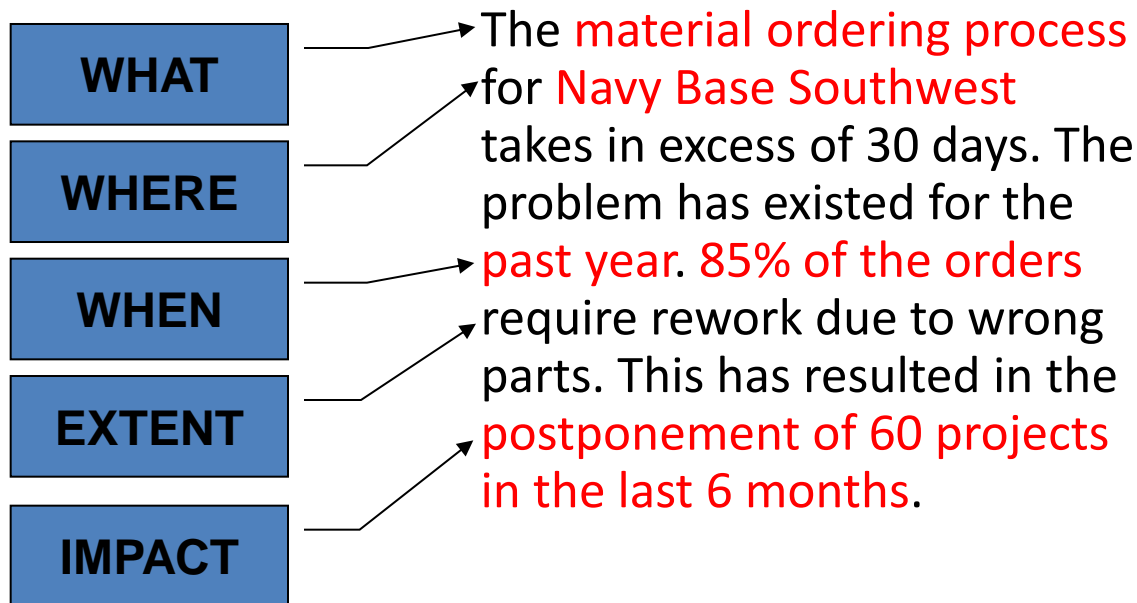 WHAT
WHERE
WHEN
EXTENT
IMPACT
The material ordering process
for Navy Base Southwest
takes in excess of 30 days. The
problem has existed for the
past year. 85% of the orders
require rework due to wrong
parts. This has resulted in the
postponement of 60 projects
in the last 6 months.